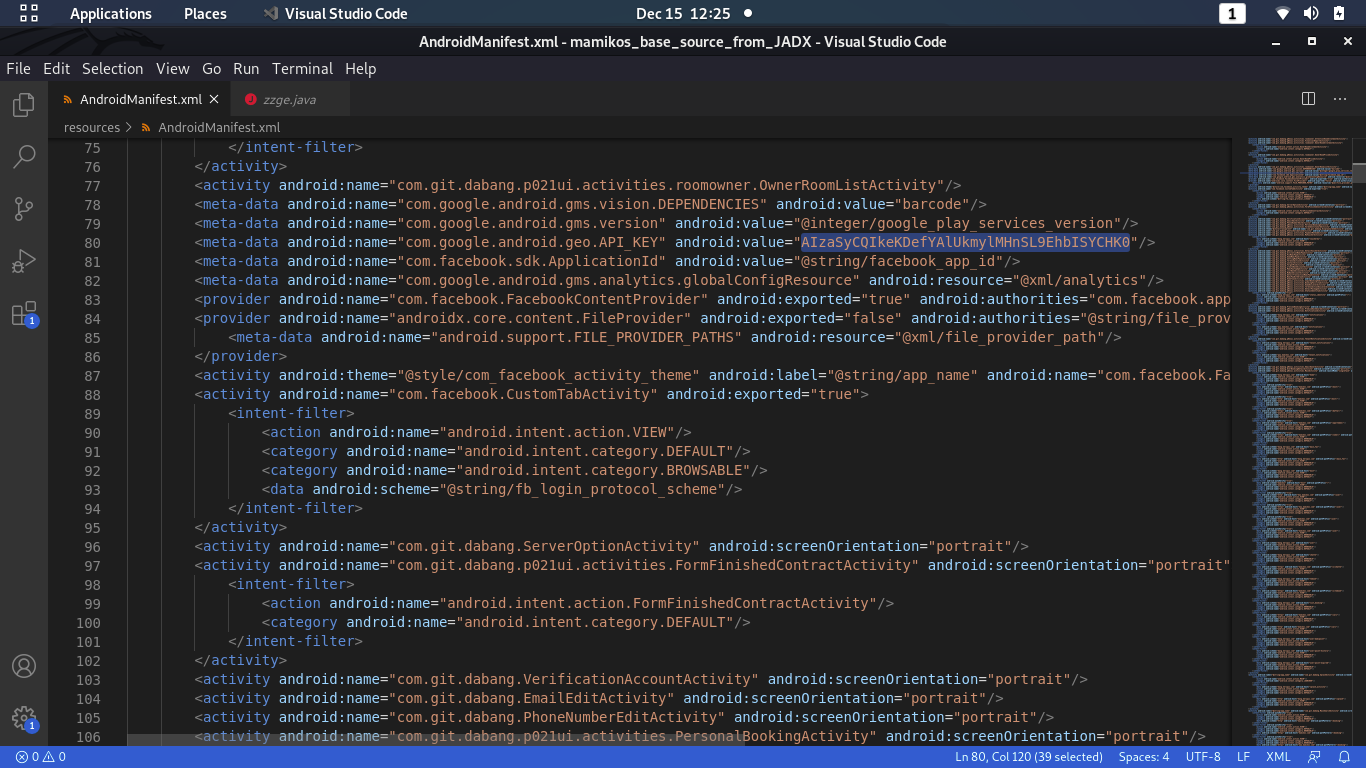 Applications Places Visual Studio Code Dec 15 12:25 1
AndroidManifest.xml - mamikos_base_source_from_JADX - Visual Studio Code
File Edit Selection View Go Run Terminal Help
AndroidManifest.xml zzge.java
resources > AndroidManifest.xml
75 </intent-filter>
76 </activity>
77 <activity android:name="com.git.dabang.p021ui.activities.roomowner.OwnerRoomListActivity"/>
78 <meta-data android:name="com.google.android.gms.vision.DEPENDENCIES" android:value="barcode"/>
79 <meta-data android:name="com.google.android.gms.version" android:value="@integer/google_play_services_version"/>
80 <meta-data android:name="com.google.android.geo.API_KEY" android:value="AIzaSyCQIkeKDefYAlUkmylMHnSL9EhbISYCHK0"/>
81 <meta-data android:name="com.facebook.sdk.ApplicationId" android:value="@string/facebook_app_id"/>
82 <meta-data android:name="com.google.android.gms.analytics.globalConfigResource" android:resource="@xml/analytics"/>
83 <provider android:name="com.facebook.FacebookContentProvider" android:exported="true" android:authorities="com.facebook.app
84 <provider android:name="androidx.core.content.FileProvider" android:exported="false" android:authorities="@string/file_prov
85 <meta-data android:name="android.support.FILE_PROVIDER_PATHS" android:resource="@xml/file_provider_path"/>
86 </provider>
87 <activity android:theme="@style/com_facebook_activity_theme" android:label="@string/app_name" android:name="com.facebook.Fa
88 <activity android:name="com.facebook.CustomTabActivity" android:exported="true">
89 <intent-filter>
90 <action android:name="android.intent.action.VIEW"/>
91 <category android:name="android.intent.category.DEFAULT"/>
92 <category android:name="android.intent.category.BROWSABLE"/>
93 <data android:scheme="@string/fb_login_protocol_scheme"/>
94 </intent-filter>
95 </activity>
96 <activity android:name="com.git.dabang.ServerOptionActivity" android:screenOrientation="portrait"/>
97 <activity android:name="com.git.dabang.p021ui.activities.FormFinishedContractActivity" android:screenOrientation="portrait"
98 <intent-filter>
99 <action android:name="android.intent.action.FormFinishedContractActivity"/>
100 <category android:name="android.intent.category.DEFAULT"/>
101 </intent-filter>
102 </activity>
103 <activity android:name="com.git.dabang.VerificationAccountActivity" android:screenOrientation="portrait"/>
104 <activity android:name="com.git.dabang.EmailEditActivity" android:screenOrientation="portrait"/>
105 <activity android:name="com.git.dabang.PhoneNumberEditActivity" android:screenOrientation="portrait"/>
106 <activity android:name="com.git.dabang.p021ui.activities.PersonalBookingActivity" android:screenOrientation="portrait"/>
1
1
0 0 Ln 80, Col 120 (39 selected) Spaces: 4 UTF-8 LF XML